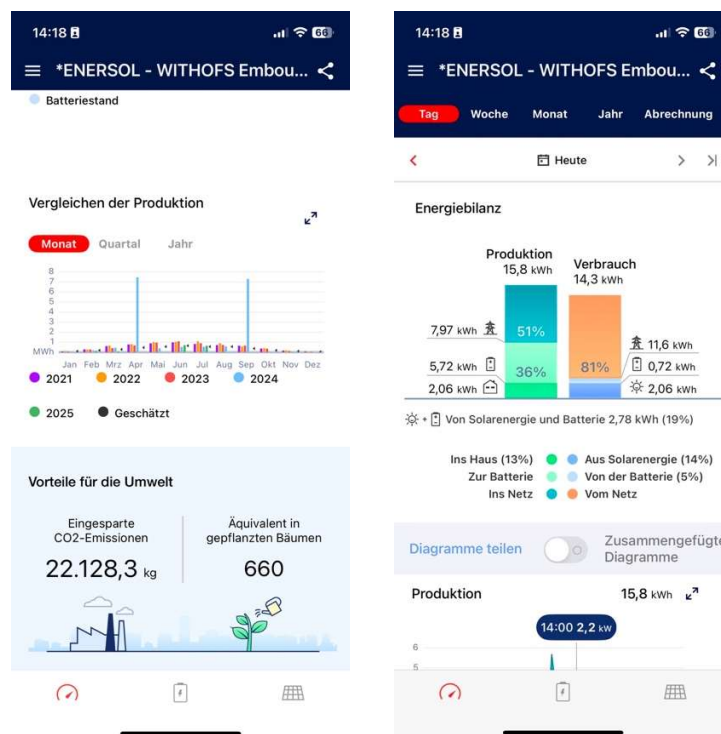 14:18
66
*ENERSOL - WITHOFS Embou...
Batteriestand
Vergleichen der Produktion
Monat Quartal Jahr
8
7
6
5
4
3
2
1
MWh
Jan Feb Mrz Apr Mai Jun Jul Aug Sep Okt Nov Dez
2021 2022 2023 2024
2025 Geschätzt
Vorteile für die Umwelt
Eingesparte
CO2-Emissionen
22.128,3 kg
Äquivalent in
gepflanzten Bäumen
660
14:18
66
*ENERSOL - WITHOFS Embou...
Tag Woche Monat Jahr Abrechnung
Heute
Energiebilanz
Produktion
15,8 kWh
Verbrauch
14,3 kWh
7,97 kWh
51%
11,6 kWh
5,72 kWh
36%
81%
0,72 kWh
2,06 kWh
2,06 kWh
+ Von Solarenergie und Batterie 2,78 kWh (19%)
Ins Haus (13%) Aus Solarenergie (14%)
Zur Batterie Von der Batterie (5%)
Ins Netz Vom Netz
Diagramme teilen
Zusammengefügte
Diagramme
Produktion 15,8 kWh
14:00 2,2 kW
6
5